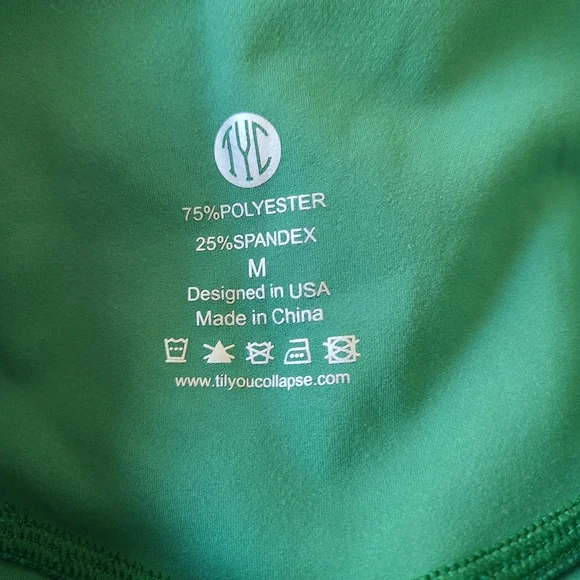 TYC
75%POLYESTER
25%SPANDEX
M
Designed in USA
Made in China
www.tilyoucollapse.com